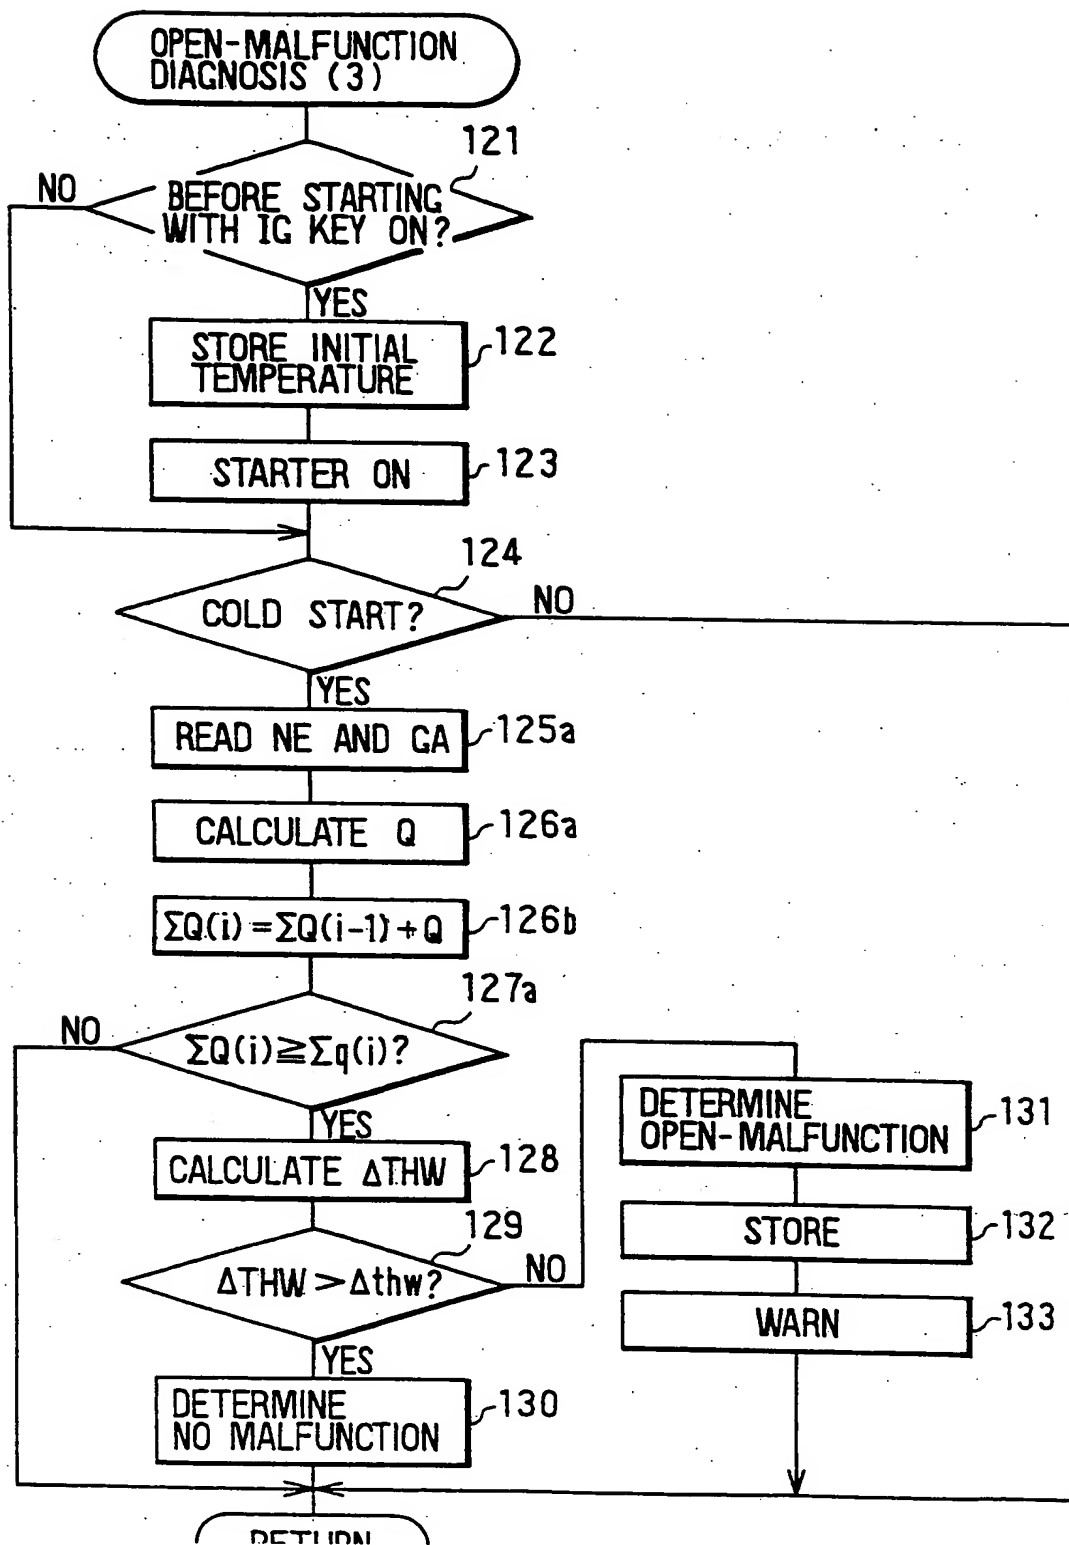 OPEN-MALFUNCTION
DIAGNOSIS (3)
121
NO
BEFORE STARTING
WITH IG KEY ON?
YES
STORE INITIAL
TEMPERATURE
122
STARTER ON
123
124
COLD START?
NO
YES
READ NE AND GA
125a
CALCULATE Q
126a
ΣQ(i)=ΣQ(i-1)+Q
126b
127a
NO
ΣQ(i)≧Σq(i)?
YES
CALCULATE ΔTHW
128
129
ΔTHW>Δthw?
NO
YES
DETERMINE
NO MALFUNCTION
130
DETERMINE
OPEN-MALFUNCTION
131
STORE
132
WARN
133
RETURN